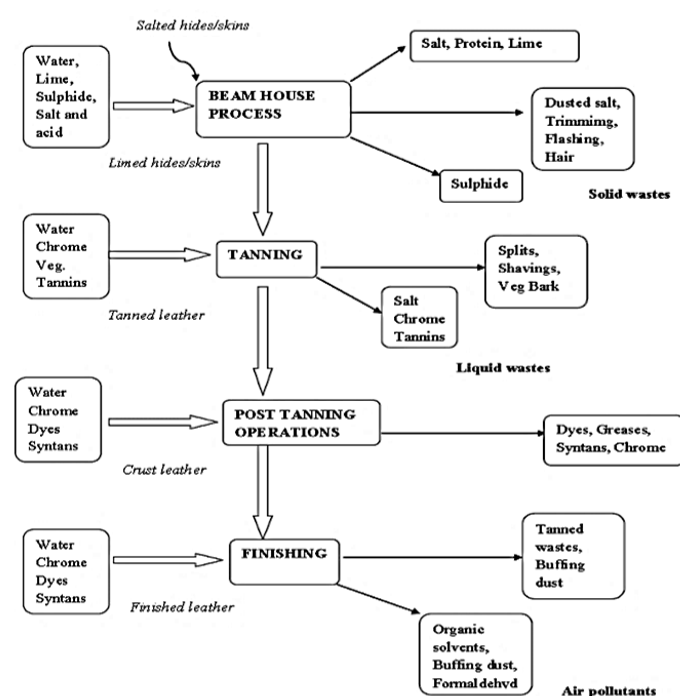 Salted hides/skins
Water,
Lime,
Sulphide,
Salt and
acid
BEAM HOUSE
PROCESS
Salt, Protein, Lime
Dusted salt,
Trimmimg,
Flashing,
Hair
Sulphide
Solid wastes
Limed hides/skins
Water
Chrome
Veg.
Tannins
TANNING
Splits,
Shavings,
Veg Bark
Salt
Chrome
Tannins
Liquid wastes
Tanned leather
Water
Chrome
Dyes
Syntans
POST TANNING
OPERATIONS
Dyes, Greases,
Syntans, Chrome
Crust leather
Water
Chrome
Dyes
Syntans
FINISHING
Tanned
wastes,
Buffing
dust
Finished leather
Organic
solvents,
Buffing dust,
Formaldehyd
Air pollutants